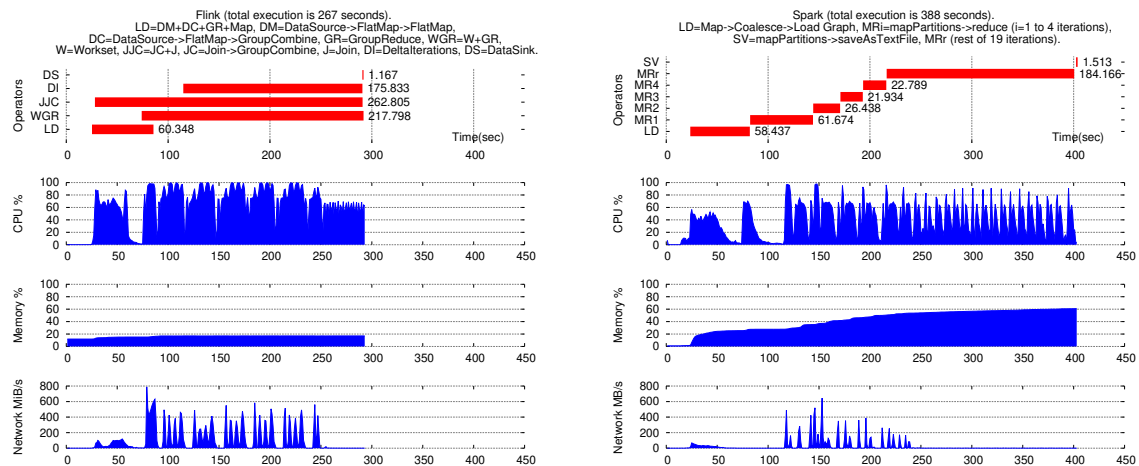 Flink (total execution is 267 seconds).
LD=DM+DC+GR+Map, DM=DataSource->FlatMap->FlatMap,
DC=DataSource->FlatMap->GroupCombine, GR=GroupReduce, WGR=W+GR,
W=Workset, JJC=JC+J, JC=Join->GroupCombine, J=Join, DI=DeltaIterations, DS=DataSink.
Operators
DS 1.167
DI 175.833
JJC 262.805
WGR 217.798
LD 60.348
Time(sec)
0 100 200 300 400
CPU %
100
80
60
40
20
0
0 50 100 150 200 250 300 350 400 450
Memory %
100
80
60
40
20
0
0 50 100 150 200 250 300 350 400 450
Network MiB/s
800
600
400
200
0
0 50 100 150 200 250 300 350 400 450
Spark (total execution is 388 seconds).
LD=Map->Coalesce->Load Graph, MRi=mapPartitions->reduce (i=1 to 4 iterations),
SV=mapPartitions->saveAsTextFile, MRr (rest of 19 iterations).
Operators
SV 1.513
MRr 184.166
MR4 22.789
MR3 21.934
MR2 26.438
MR1 61.674
LD 58.437
Time(sec)
0 100 200 300 400
CPU %
100
80
60
40
20
0
0 50 100 150 200 250 300 350 400 450
Memory %
100
80
60
40
20
0
0 50 100 150 200 250 300 350 400 450
Network MB/s
800
600
400
200
0
0 50 100 150 200 250 300 350 400 450